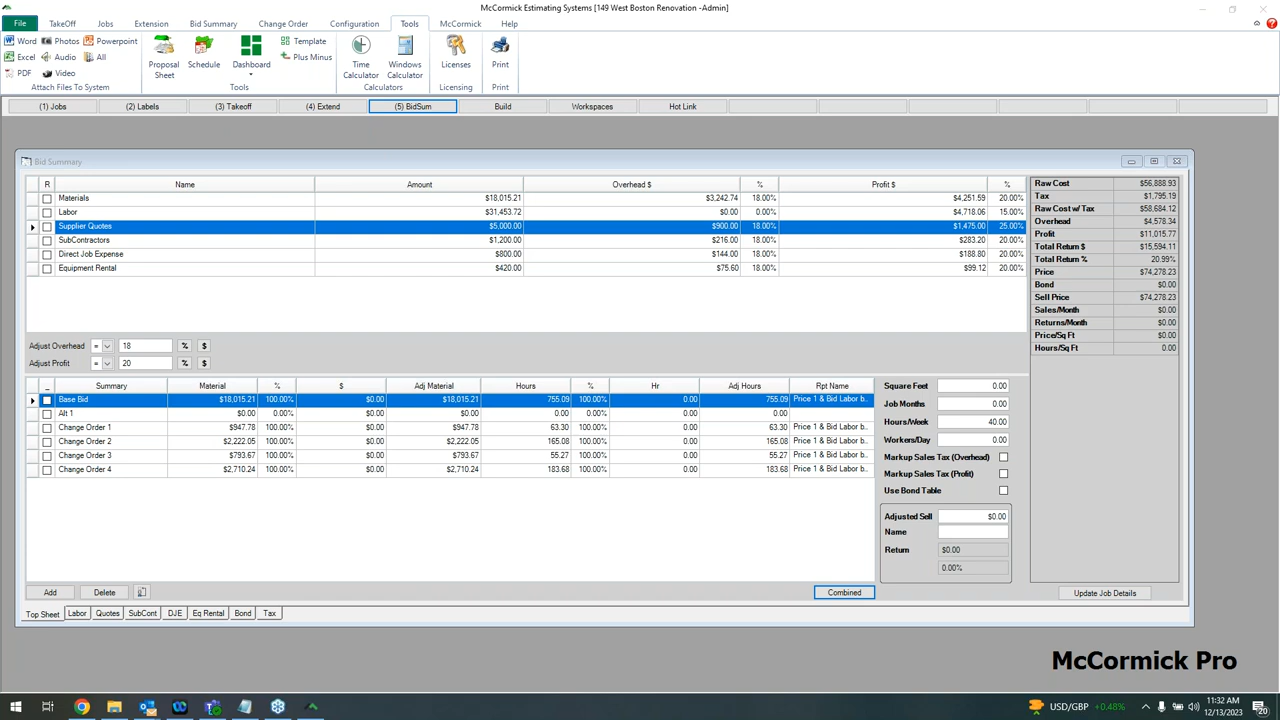 McCormick Estimating Systems [149 West Boston Renovation -Admin]
File TakeOff Jobs Extension Bid Summary Change Order Configuration Tools McCormick Help
Word Photos Powerpoint
Excel Audio All
PDF Video
Attach Files To System
Proposal Sheet Schedule Dashboard Template
Plus Minus
Tools
Time Calculator Windows Calculator
Calculators
Licenses
Licensing
Print
Print
(1) Jobs (2) Labels (3) Takeoff (4) Extend (5) BidSum Build Workspaces Hot Link
Bid Summary
R Name Amount Overhead $ % Profit $ %
Materials $18,015.21 $3,242.74 18.00% $4,251.59 20.00%
Labor $31,453.72 $0.00 0.00% $4,718.06 15.00%
Supplier Quotes $5,000.00 $900.00 18.00% $1,475.00 25.00%
SubContractors $1,200.00 $216.00 18.00% $283.20 20.00%
Direct Job Expense $800.00 $144.00 18.00% $188.80 20.00%
Equipment Rental $420.00 $75.60 18.00% $99.12 20.00%
Raw Cost $56,888.93
Tax $1,795.19
Raw Cost w/ Tax $58,684.12
Overhead $4,578.34
Profit $11,015.77
Total Return $ $15,594.11
Total Return % 20.99%
Price $74,278.23
Bond $0.00
Sell Price $74,278.23
Sales/Month $0.00
Returns/Month $0.00
Price/Sq Ft $0.00
Hours/Sq Ft 0.00
Adjust Overhead = 18 % $
Adjust Profit = 20 % $
_ Summary Material % $ Adj Material Hours % Hr Adj Hours Rpt Name
Base Bid $18,015.21 100.00% $0.00 $18,015.21 755.09 100.00% 0.00 755.09 Price 1 & Bid Labor b..
Alt 1 $0.00 0.00% $0.00 $0.00 0.00 0.00% 0.00 0.00
Change Order 1 $947.78 100.00% $0.00 $947.78 63.30 100.00% 0.00 63.30 Price 1 & Bid Labor b..
Change Order 2 $2,222.05 100.00% $0.00 $2,222.05 165.08 100.00% 0.00 165.08 Price 1 & Bid Labor b..
Change Order 3 $793.67 100.00% $0.00 $793.67 55.27 100.00% 0.00 55.27 Price 1 & Bid Labor b..
Change Order 4 $2,710.24 100.00% $0.00 $2,710.24 183.68 100.00% 0.00 183.68 Price 1 & Bid Labor b..
Square Feet 0.00
Job Months 0.00
Hours/Week 40.00
Workers/Day 0.00
Markup Sales Tax (Overhead)
Markup Sales Tax (Profit)
Use Bond Table
Adjusted Sell $0.00
Name
Return $0.00
0.00%
Add Delete Combined Update Job Details
Top Sheet Labor Quotes SubCont DJE Eq Rental Bond Tax
McCormick Pro
USD/GBP +0.48%
11:32 AM
12/13/2023
20